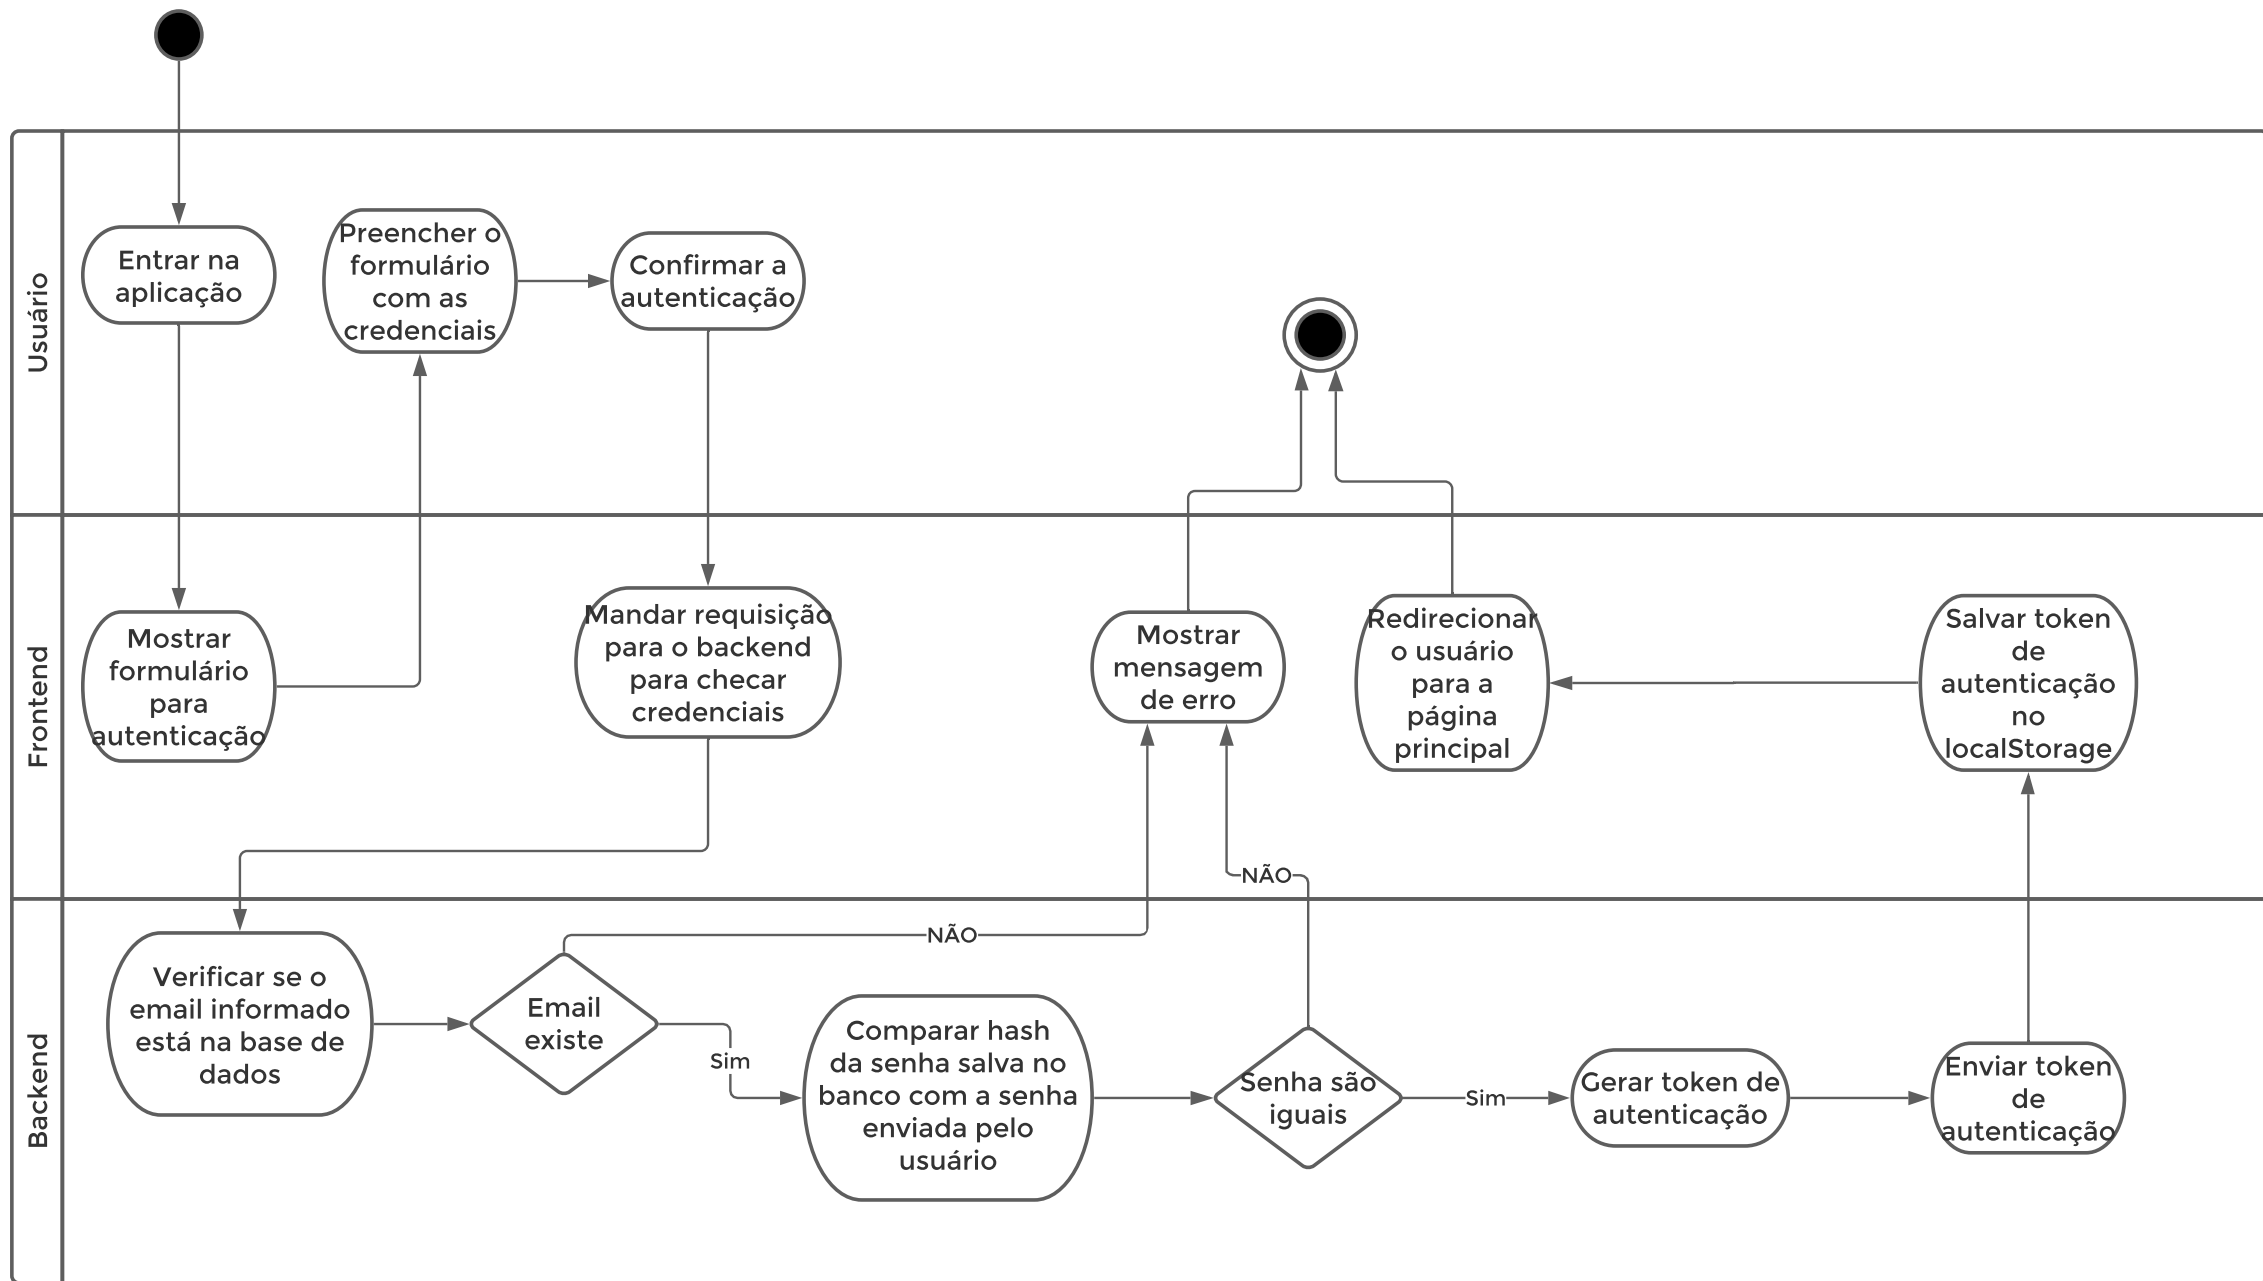 Usuário
Entrar na
aplicação
Preencher o
formulário
com as
credenciais
Confirmar a
autenticação
Frontend
Mostrar
formulário
para
autenticação
Mandar requisição
para o backend
para checar
credenciais
Mostrar
mensagem
de erro
Redirecionar
o usuário
para a
página
principal
Salvar token
de
autenticação
no
localStorage
NÃO
Backend
Verificar se o
email informado
está na base de
dados
NÃO
Email
existe
Sim
Comparar hash
da senha salva no
banco com a senha
enviada pelo
usuário
Senha são
iguais
Sim
Gerar token de
autenticação
Enviar token
de
autenticação